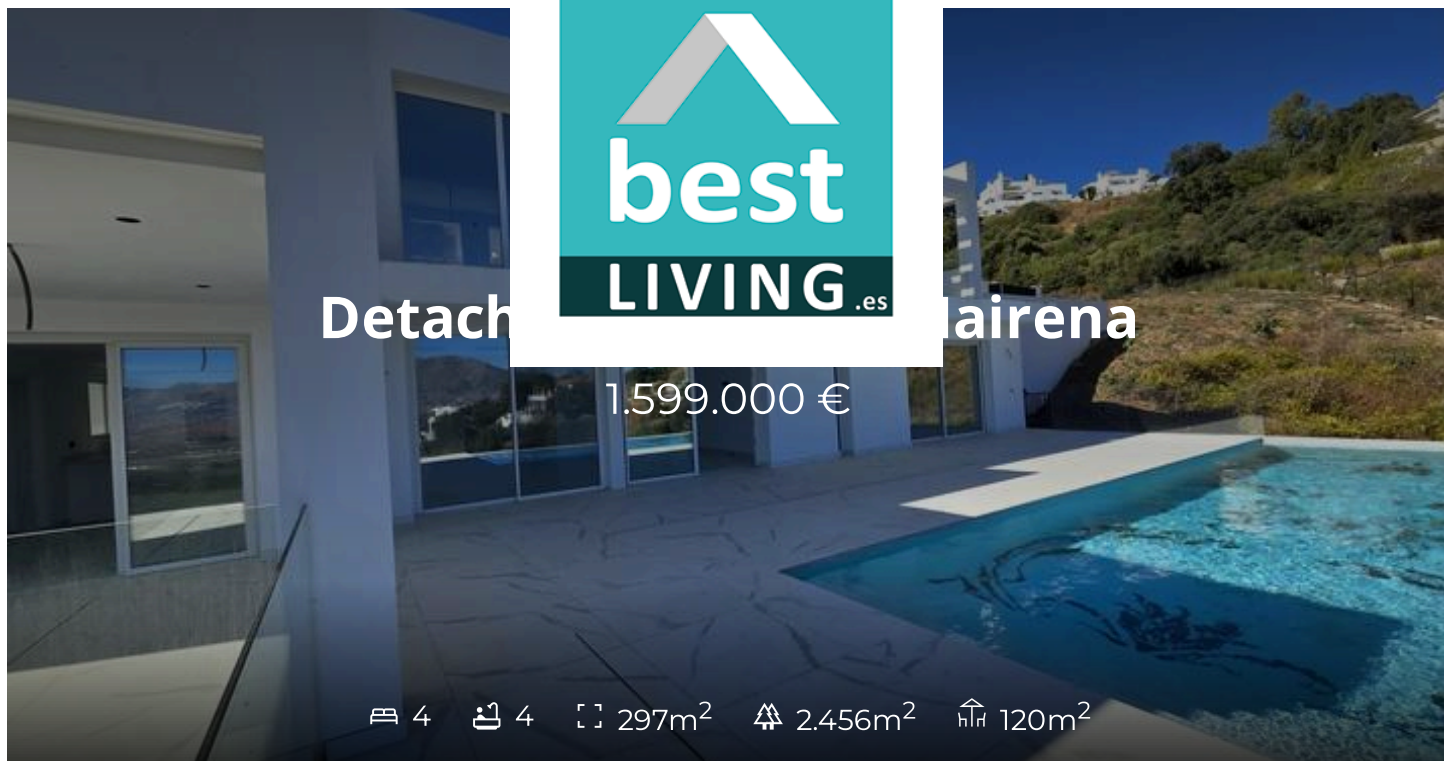 best
LIVING.es
Detach
airena
1.599.000 €
4 4 297m² 2.456m² 120m²